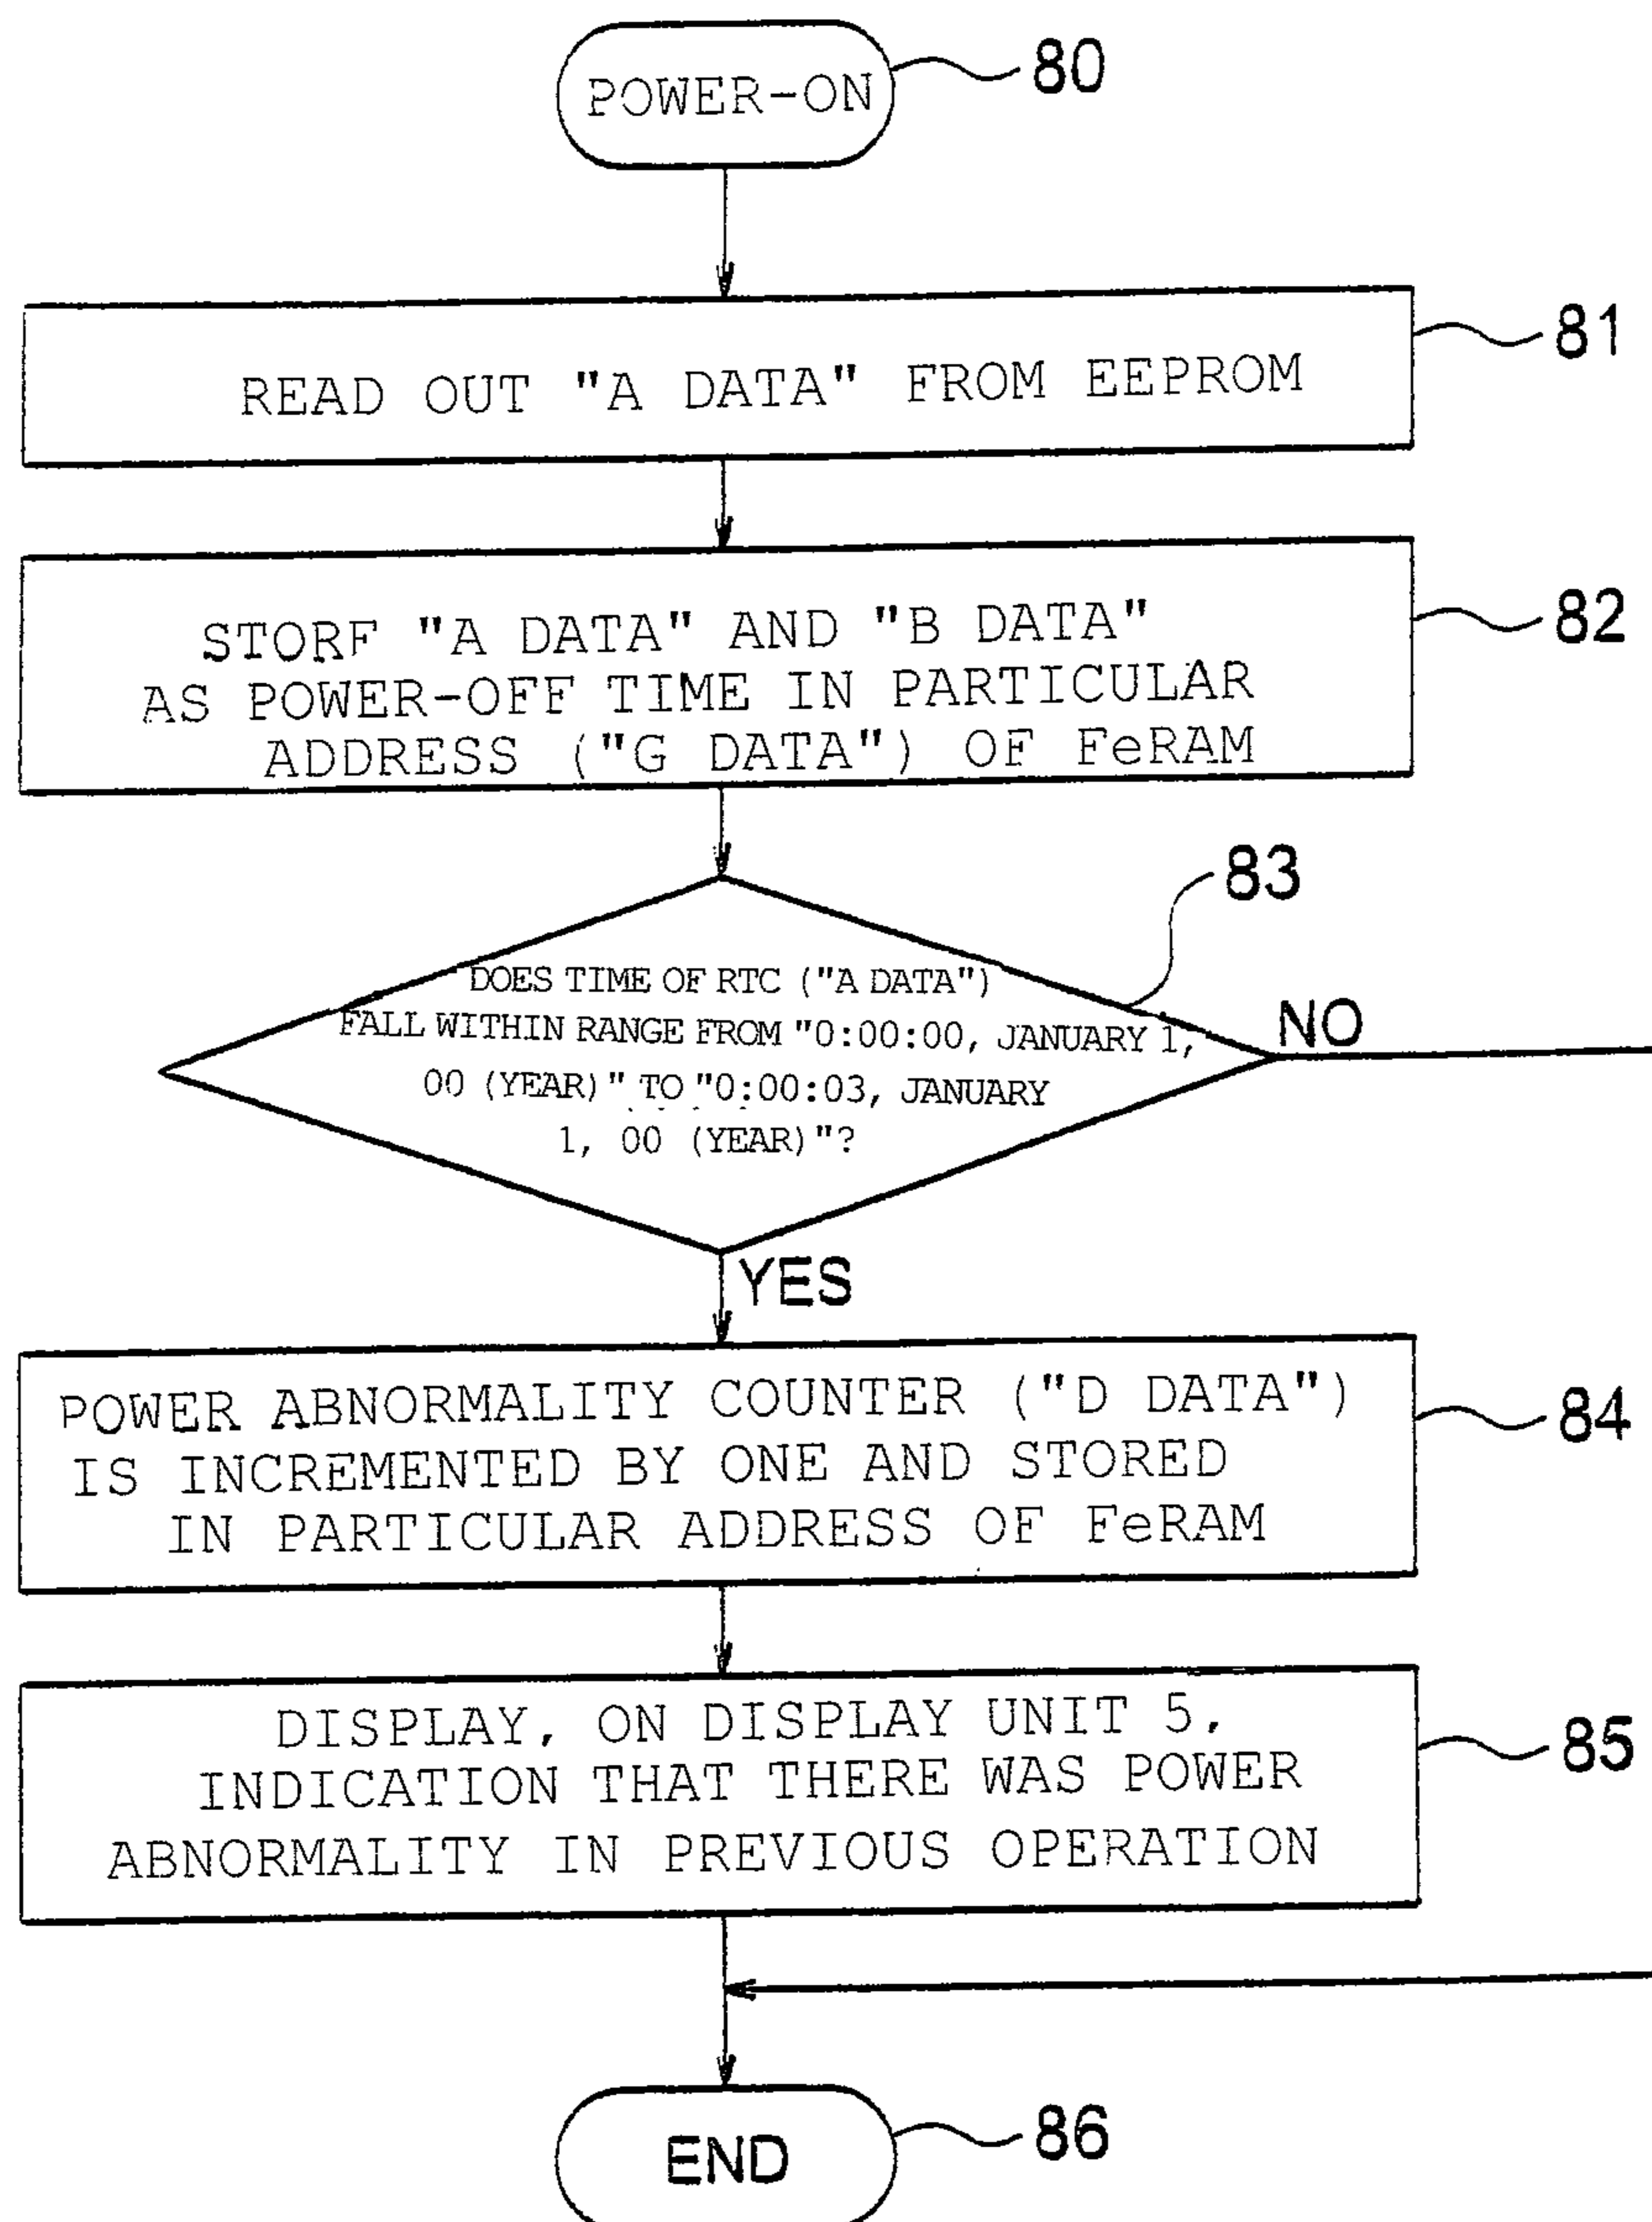 POWER-ON
80
READ OUT "A DATA" FROM EEPROM
81
STORF "A DATA" AND "B DATA"
AS POWER-OFF TIME IN PARTICULAR
ADDRESS ("G DATA") OF FeRAM
82
83
DOES TIME OF RTC ("A DATA")
FALL WITHIN RANGE FROM "0:00:00, JANUARY 1,
00 (YEAR)" TO "0:00:03, JANUARY
1, 00 (YEAR)"?
NO
YES
POWER ABNORMALITY COUNTER ("D DATA")
IS INCREMENTED BY ONE AND STORED
IN PARTICULAR ADDRESS OF FeRAM
84
DISPLAY, ON DISPLAY UNIT 5,
INDICATION THAT THERE WAS POWER
ABNORMALITY IN PREVIOUS OPERATION
85
END
86